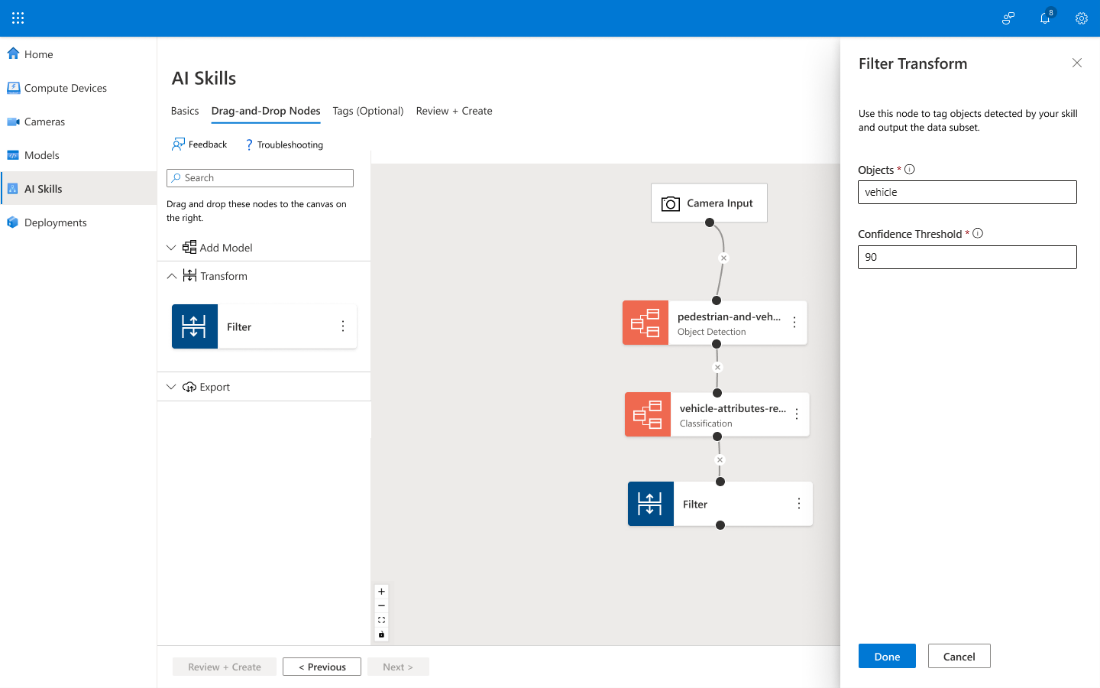 8
Home
Compute Devices
Cameras
Models
AI Skills
Deployments
AI Skills
Basics
Drag-and-Drop Nodes
Tags (Optional)
Review + Create
Feedback
? Troubleshooting
Search
Drag and drop these nodes to the canvas on
the right.
Add Model
Transform
Filter
Export
Camera Input
pedestrian-and-veh...
Object Detection
vehicle-attributes-re...
Classification
Filter
Review + Create
< Previous
Next >
Filter Transform
Use this node to tag objects detected by your skill
and output the data subset.
Objects *
vehicle
Confidence Threshold *
90
Done
Cancel